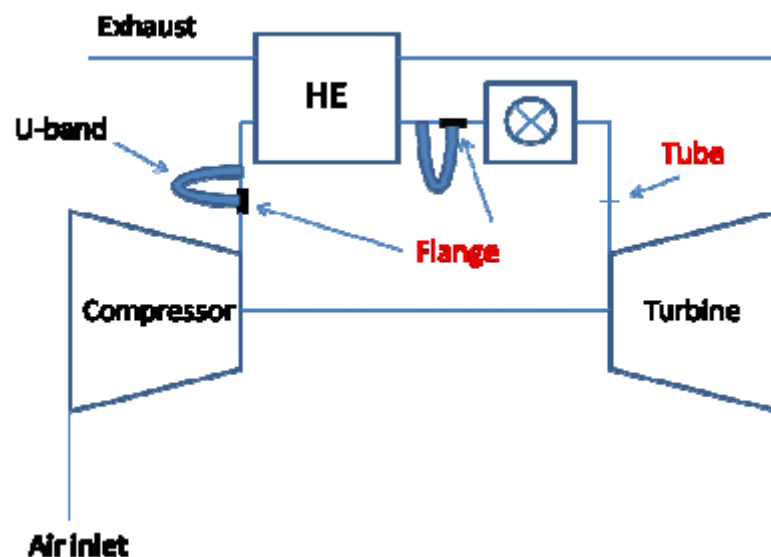 Exhaust
HE
U-band
Tube
Flange
Compressor
Turbine
Air inlet